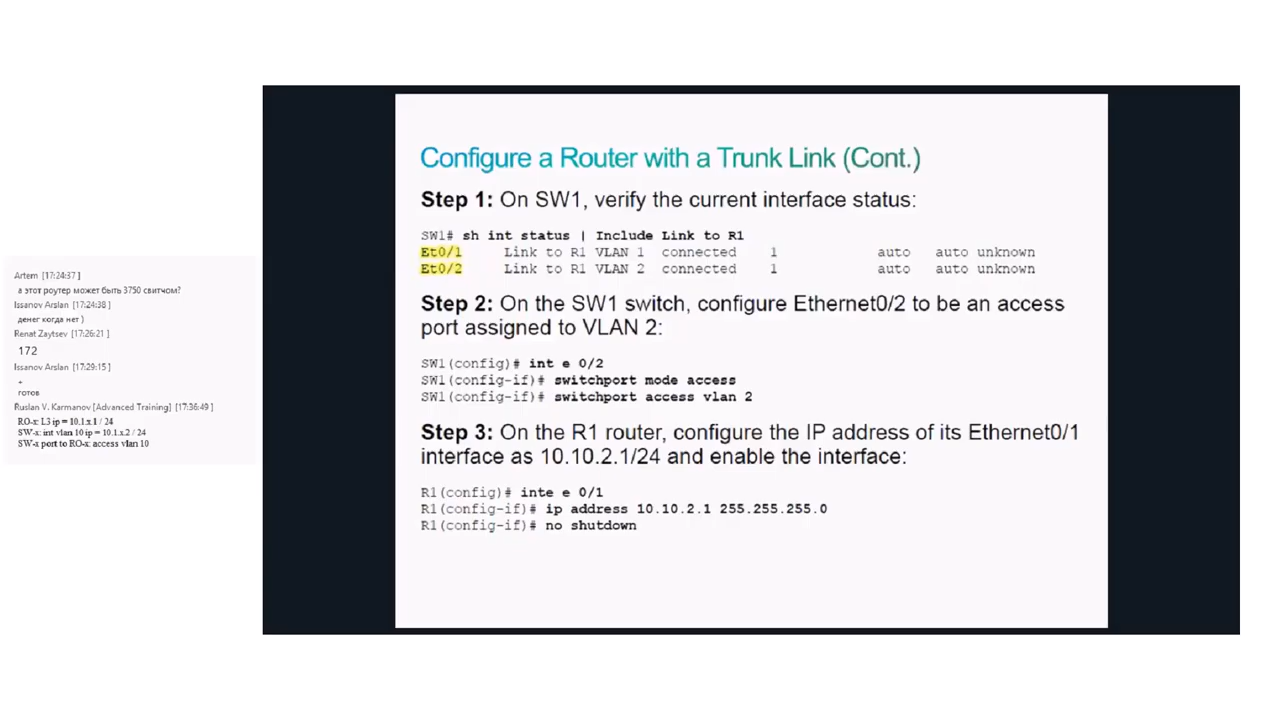 Artem [17:24:37 ]
а этот роутер может быть 3750 свитчом?
Issanov Arslan [17:24:38 ]
денег когда нет )
Renat Zaytsev [17:26:21 ]
172
Issanov Arslan [17:29:15 ]
+
готов
Ruslan V. Karmanov [Advanced Training] [17:36:49 ]
RO-x: L3 ip = 10.1.x.1 / 24
SW-x: int vlan 10 ip = 10.1.x.2 / 24
SW-x port to RO-x: access vlan 10
Configure a Router with a Trunk Link (Cont.)
Step 1: On SW1, verify the current interface status:
SW1# sh int status | Include Link to R1
Et0/1 Link to R1 VLAN 1 connected 1 auto auto unknown
Et0/2 Link to R1 VLAN 2 connected 1 auto auto unknown
Step 2: On the SW1 switch, configure Ethernet0/2 to be an access
port assigned to VLAN 2:
SW1(config)# int e 0/2
SW1(config-if)# switchport mode access
SW1(config-if)# switchport access vlan 2
Step 3: On the R1 router, configure the IP address of its Ethernet0/1
interface as 10.10.2.1/24 and enable the interface:
R1(config)# inte e 0/1
R1(config-if)# ip address 10.10.2.1 255.255.255.0
R1(config-if)# no shutdown